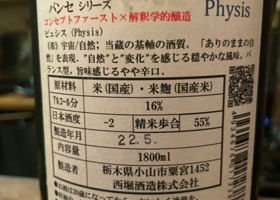 パンセ シリーズ
Physis
コンセプトファースト×解釈学的醸造
ピュシス (Physis)
(希) 宇宙/自然；当蔵の基軸の酒質、「ありのままの自然」
を表現、"自然"と"変化"を感じる穏やかな風味。バ
ランス型、旨味感じるやや辛口。
原材料 米(国産米)・米麹(国産米)
アルコール分 16%
日本酒度 -2 精米歩合 55%
製造年月 22.5.
1800ml
製造者
栃木県小山市粟宮1452
西堀酒造株式会社